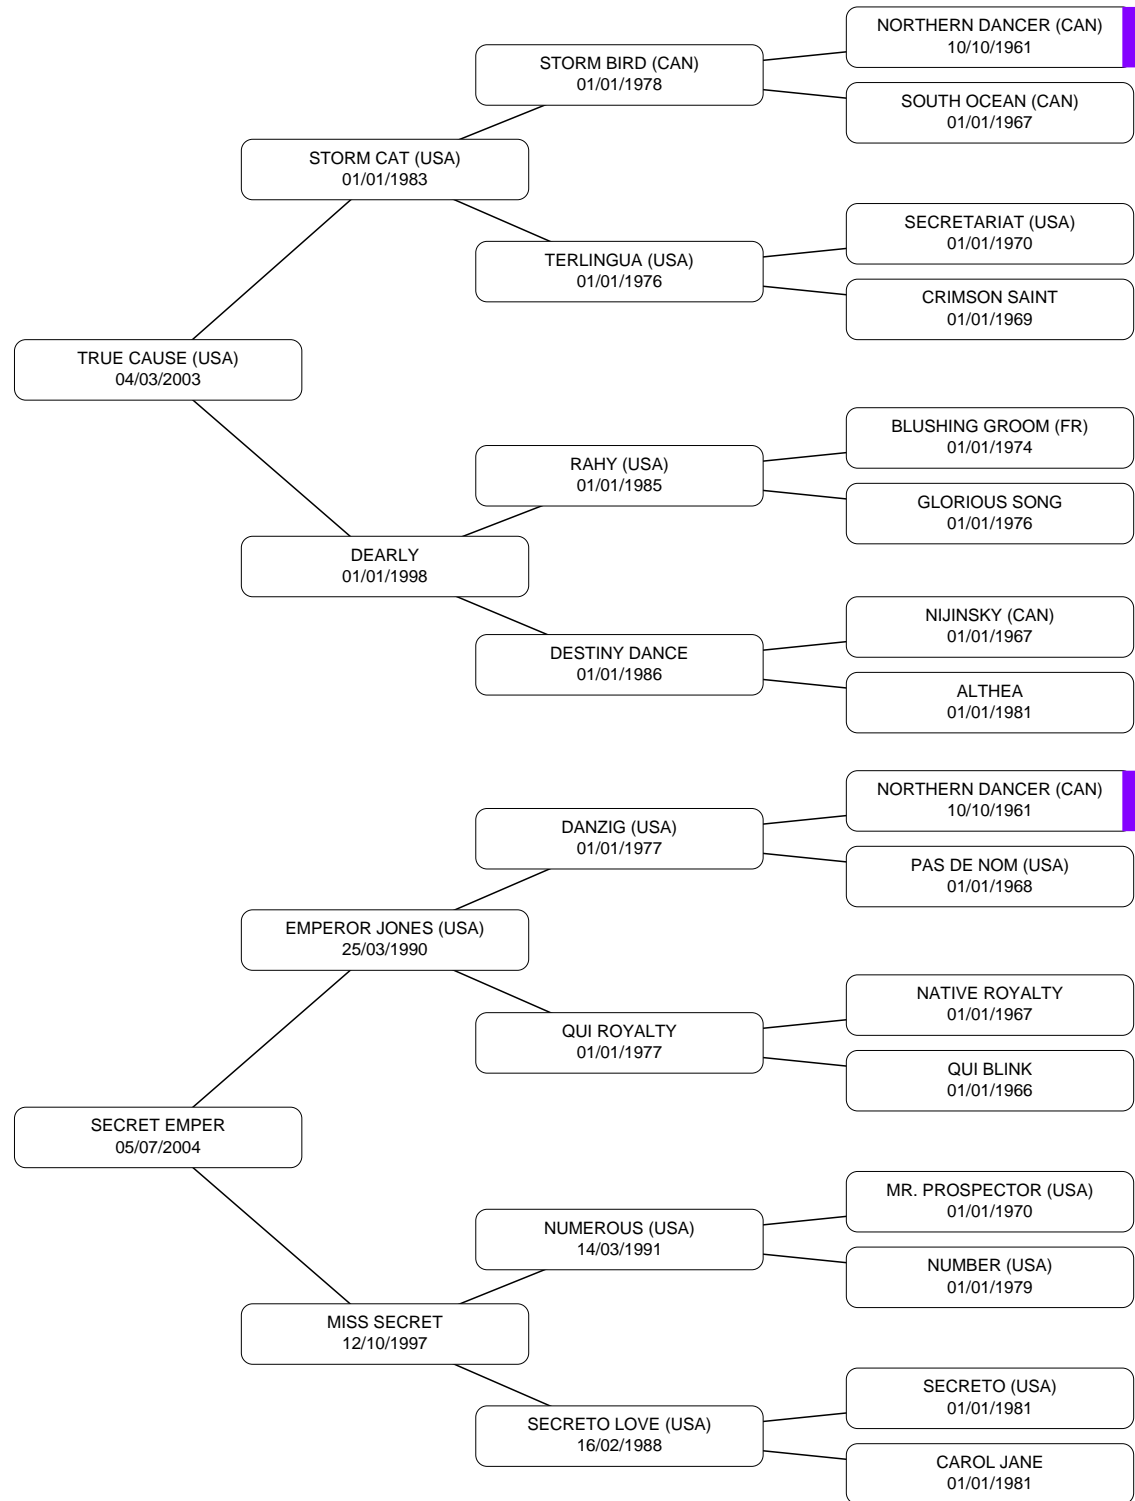 NORTHERN DANCER (CAN)
10/10/1961
STORM BIRD (CAN)
01/01/1978
SOUTH OCEAN (CAN)
01/01/1967
STORM CAT (USA)
01/01/1983
SECRETARIAT (USA)
01/01/1970
TERLINGUA (USA)
01/01/1976
CRIMSON SAINT
01/01/1969
TRUE CAUSE (USA)
04/03/2003
BLUSHING GROOM (FR)
01/01/1974
RAHY (USA)
01/01/1985
GLORIOUS SONG
01/01/1976
DEARLY
01/01/1998
NIJINSKY (CAN)
01/01/1967
DESTINY DANCE
01/01/1986
ALTHEA
01/01/1981
NORTHERN DANCER (CAN)
10/10/1961
DANZIG (USA)
01/01/1977
PAS DE NOM (USA)
01/01/1968
EMPEROR JONES (USA)
25/03/1990
NATIVE ROYALTY
01/01/1967
QUI ROYALTY
01/01/1977
QUI BLINK
01/01/1966
SECRET EMPER
05/07/2004
MR. PROSPECTOR (USA)
01/01/1970
NUMEROUS (USA)
14/03/1991
NUMBER (USA)
01/01/1979
MISS SECRET
12/10/1997
SECRETO (USA)
01/01/1981
SECRETO LOVE (USA)
16/02/1988
CAROL JANE
01/01/1981